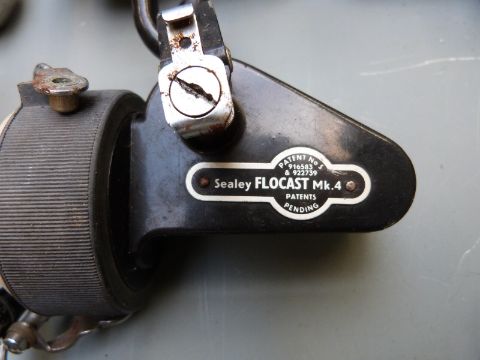 PATENT No S
916583
& 922739
Sealey FLOCAST Mk.4
PATENTS
PENDING